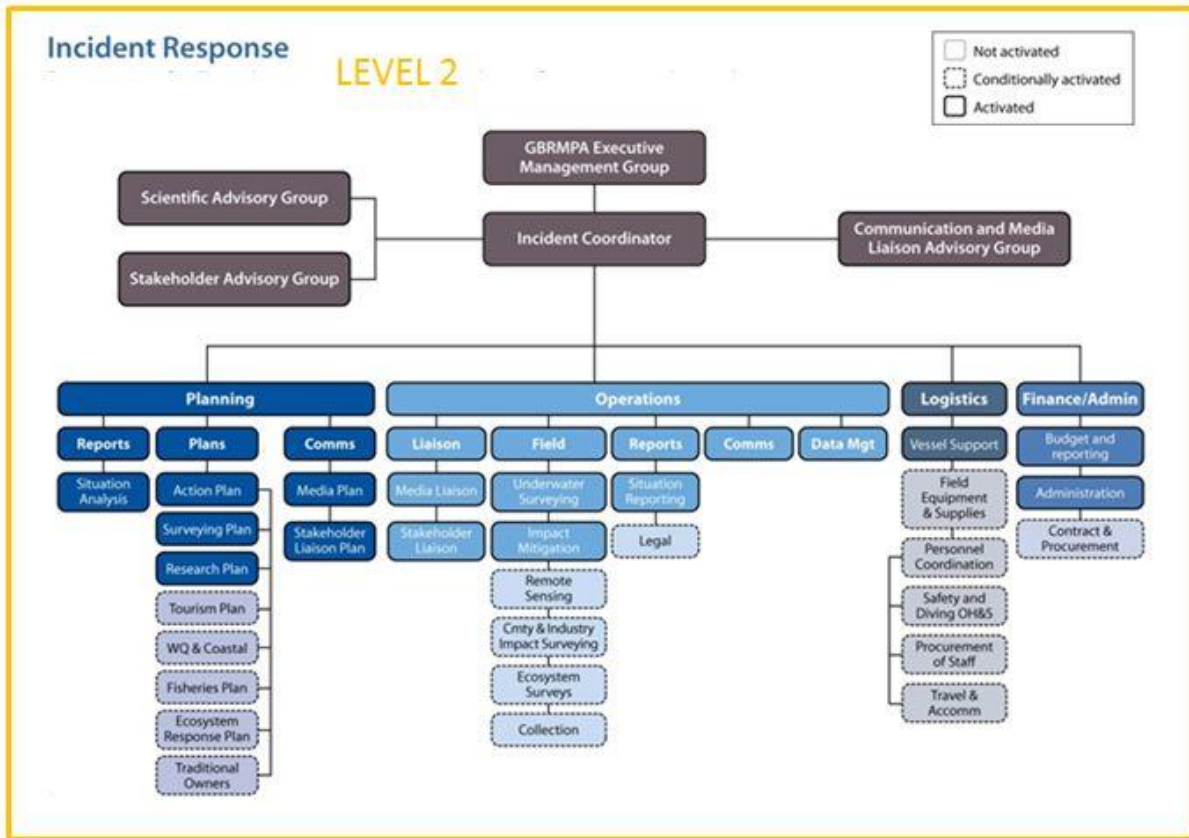 Incident Response
LEVEL 2
Not activated
Conditionally activated
Activated
GBRMPA Executive
Management Group
Scientific Advisory Group
Incident Coordinator
Communication and Media
Liaison Advisory Group
Stakeholder Advisory Group
Planning
Operations
Logistics
Finance/Admin
Reports
Plans
Comms
Liaison
Field
Reports
Comms
Data Mgt
Vessel Support
Budget and
reporting
Situation
Analysis
Action Plan
Surveying Plan
Research Plan
Tourism Plan
WQ & Coastal
Fisheries Plan
Ecosystem
Response Plan
Traditional
Owners
Media Plan
Stakeholder
Liaison Plan
Media Liaison
Stakeholder
Liaison
Underwater
Surveying
Impact
Mitigation
Remote
Sensing
Cmty & Industry
Impact Surveying
Ecosystem
Surveys
Collection
Situation
Reporting
Legal
Field
Equipment
& Supplies
Personnel
Coordination
Safety and
Diving OH&S
Procurement
of Staff
Travel &
Accomm
Administration
Contract &
Procurement